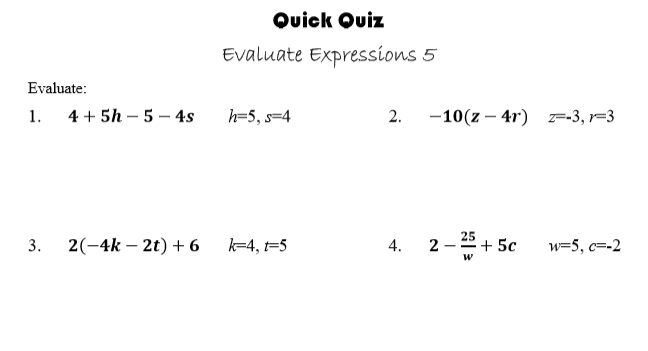 Quick Quiz
Evaluate Expressions 5
Evaluate:
1. 4 + 5h – 5 – 4s h=5, s=4 2. –10(z – 4r) z=-3, r=3
3. 2(–4k – 2t) + 6 k=4, t=5 4. 2 – 25/w + 5c w=5, c=-2